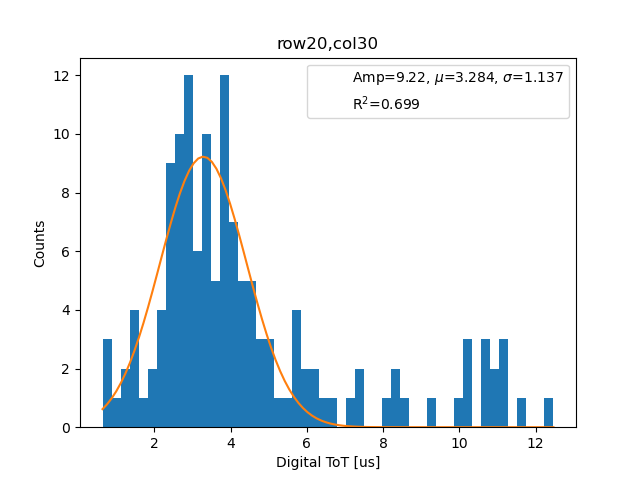 row20,col30
Amp=9.22, μ=3.284, σ=1.137
R²=0.699
Counts
12
10
8
6
4
2
0
2 4 6 8 10 12
Digital ToT [us]